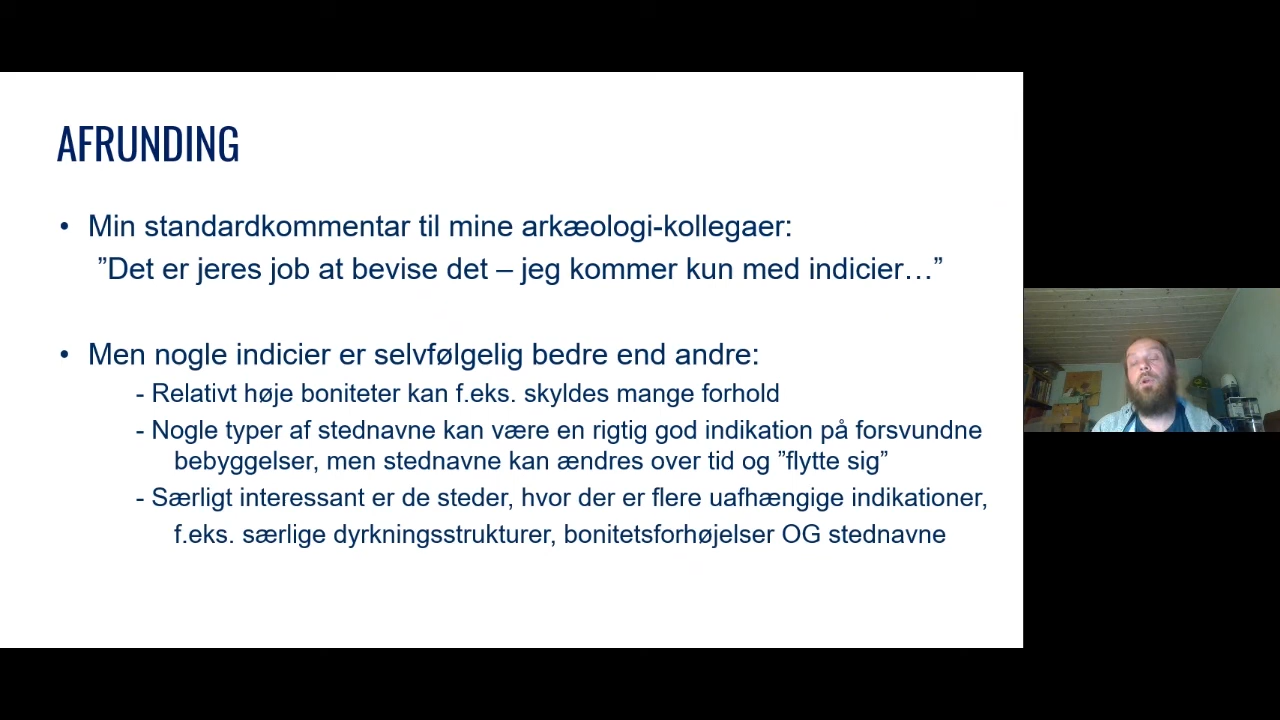 AFRUNDING
• Min standardkommentar til mine arkæologi-kollegaer:
”Det er jeres job at bevise det – jeg kommer kun med indicier…”
• Men nogle indicier er selvfølgelig bedre end andre:
- Relativt høje boniteter kan f.eks. skyldes mange forhold
- Nogle typer af stednavne kan være en rigtig god indikation på forsvundne
bebyggelser, men stednavne kan ændres over tid og ”flytte sig”
- Særligt interessant er de steder, hvor der er flere uafhængige indikationer,
f.eks. særlige dyrkningsstrukturer, bonitetsforhøjelser OG stednavne